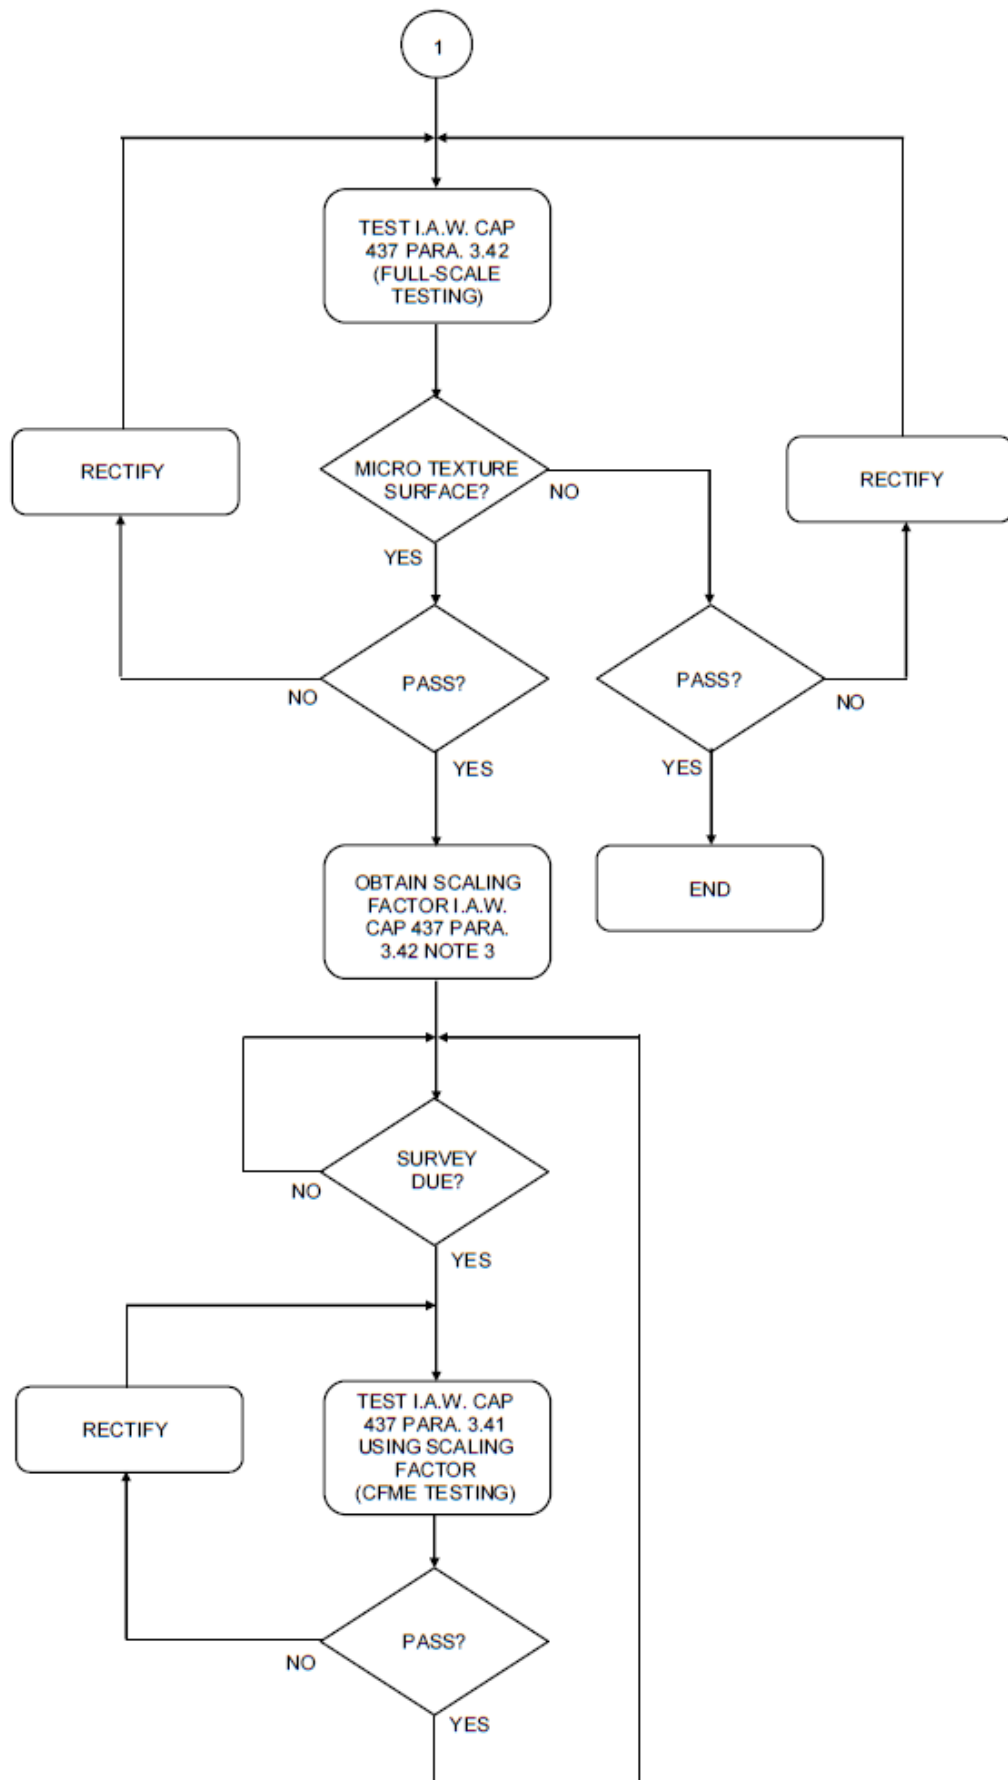 1
TEST I.A.W. CAP
437 PARA. 3.42
(FULL-SCALE
TESTING)
RECTIFY
MICRO TEXTURE
SURFACE?
NO
RECTIFY
YES
PASS?
NO
YES
PASS?
NO
YES
OBTAIN SCALING
FACTOR I.A.W.
CAP 437 PARA.
3.42 NOTE 3
END
SURVEY
DUE?
NO
YES
RECTIFY
TEST I.A.W. CAP
437 PARA. 3.41
USING SCALING
FACTOR
(CFME TESTING)
PASS?
NO
YES